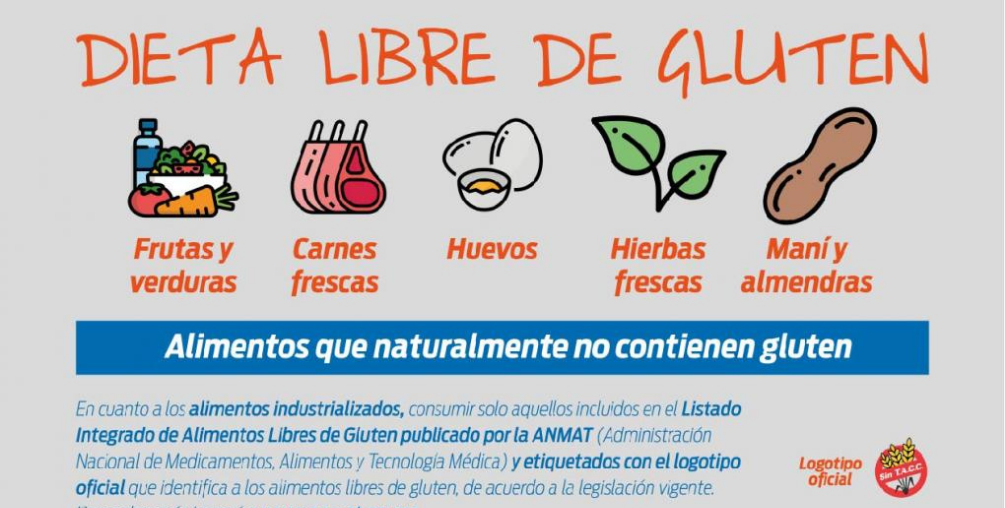 DIETA LIBRE DE GLUTEN
Frutas y
verduras
Carnes
frescas
Huevos
Hierbas
frescas
Maní y
almendras
Alimentos que naturalmente no contienen gluten
En cuanto a los alimentos industrializados, consumir solo aquellos incluidos en el Listado
Integrado de Alimentos Libres de Gluten publicado por la ANMAT (Administración
Nacional de Medicamentos, Alimentos y Tecnología Médica) y etiquetados con el logotipo
oficial que identifica a los alimentos libres de gluten, de acuerdo a la legislación vigente.
Logotipo
oficial
Sin T.A.C.C.